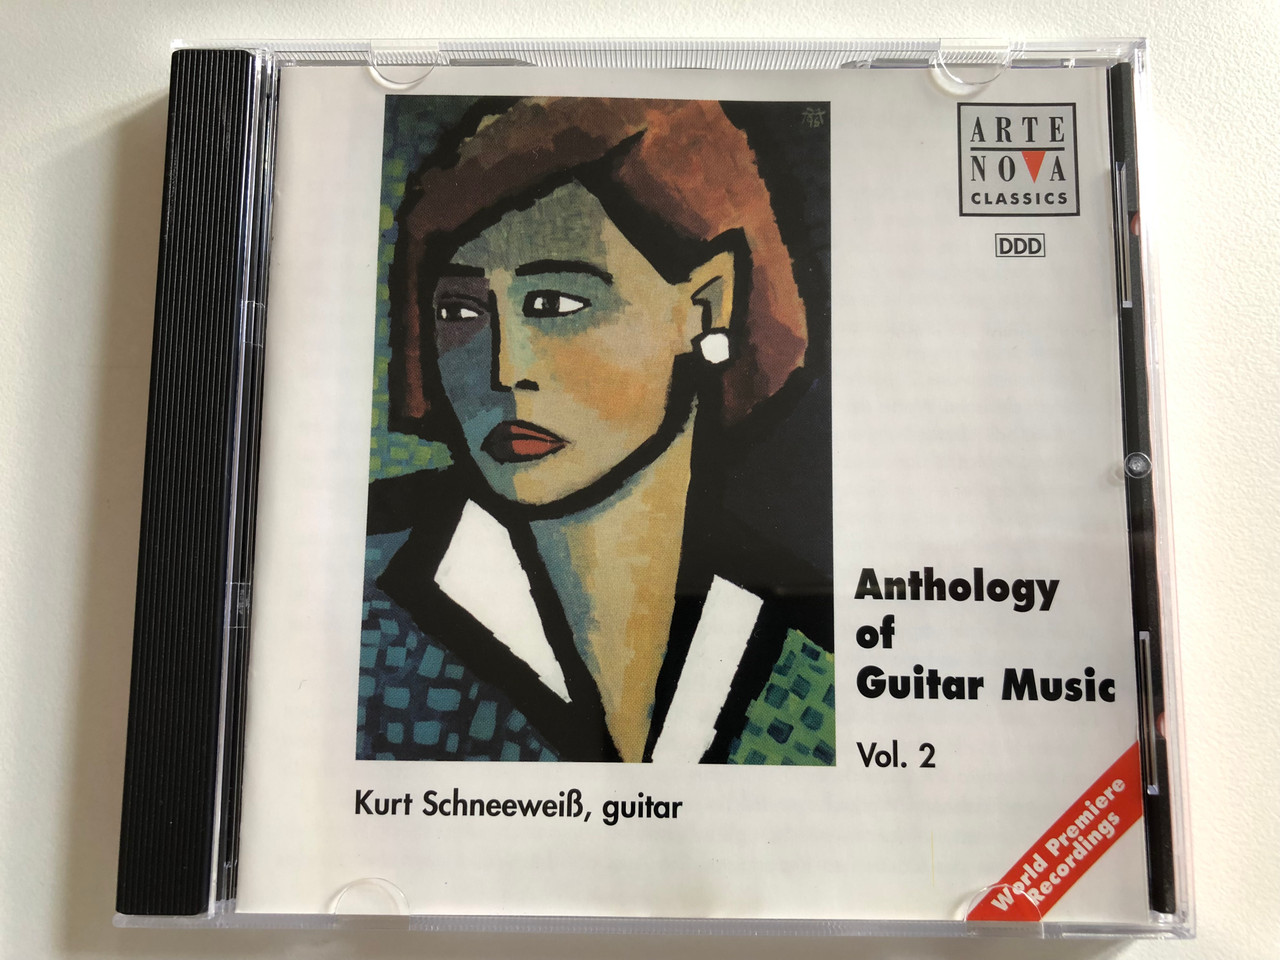 ARTE
NOVA
CLASSICS
DDD
Anthology
of
Guitar Music
Vol. 2
Kurt Schneeweiß, guitar
World Premiere
Recordings